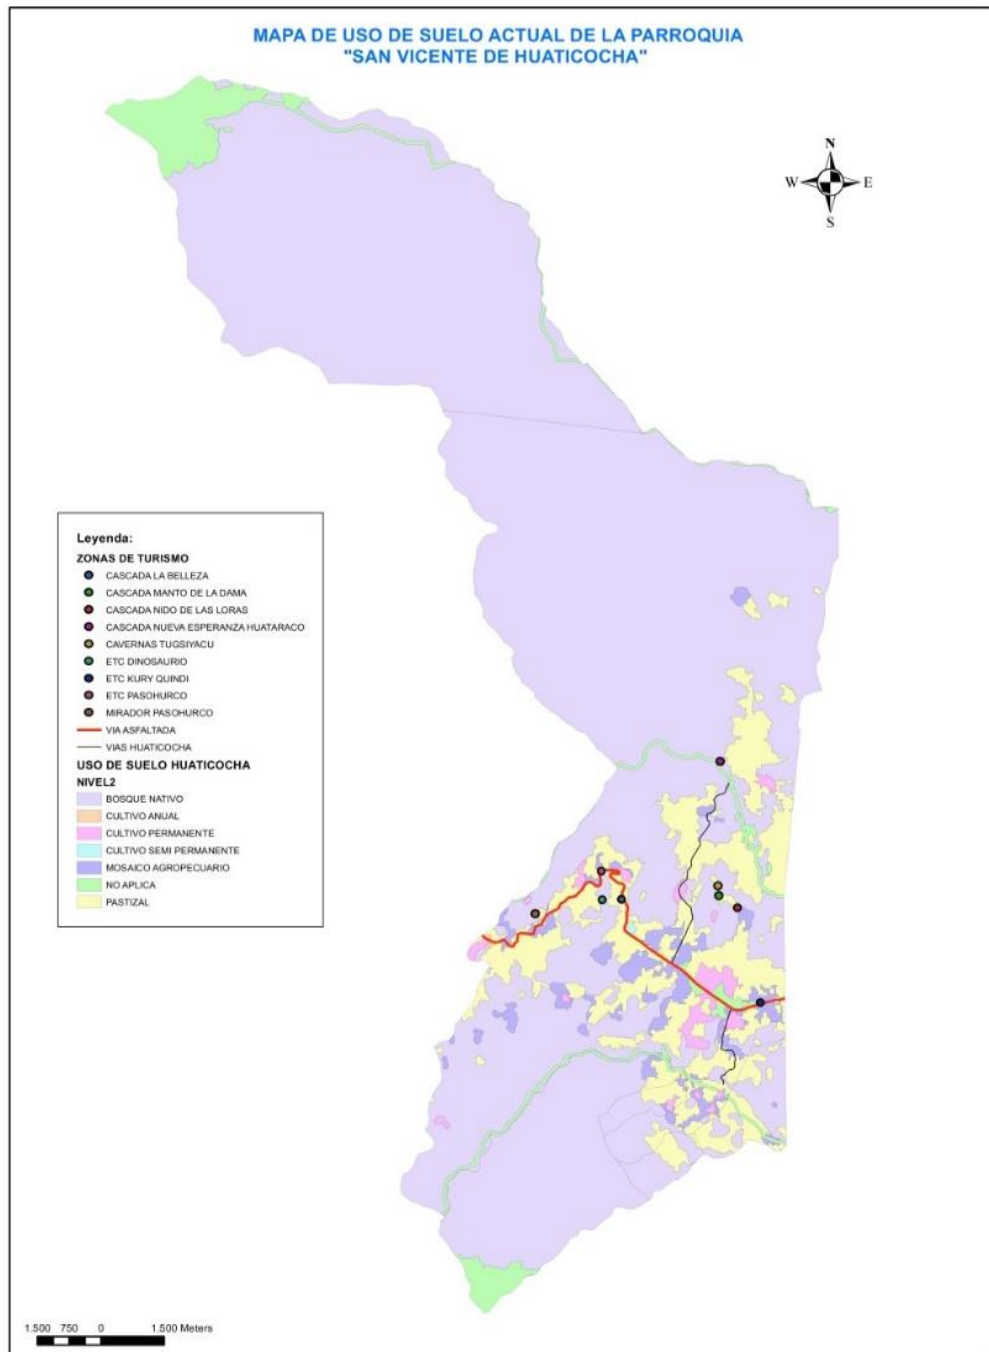 MAPA DE USO DE SUELO ACTUAL DE LA PARROQUIA
"SAN VICENTE DE HUATICOCHA"
N
W E
S
Leyenda:
ZONAS DE TURISMO
CASCADA LA BELLEZA
CASCADA MANTO DE LA DAMA
CASCADA NIDO DE LAS LORAS
CASCADA NUEVA ESPERANZA HUATARACO
CAVERNAS TUGSIYACU
ETC DINOSAURIO
ETC KURY QUINDI
ETC PASOHURCO
MIRADOR PASOHURCO
VIA ASFALTADA
VIAS HUATICOCHA
USO DE SUELO HUATICOCHA
NIVEL2
BOSQUE NATIVO
CULTIVO ANUAL
CULTIVO PERMANENTE
CULTIVO SEMI PERMANENTE
MOSAICO AGROPECUARIO
NO APLICA
PASTIZAL
1.500 750 0 1.500 Meters